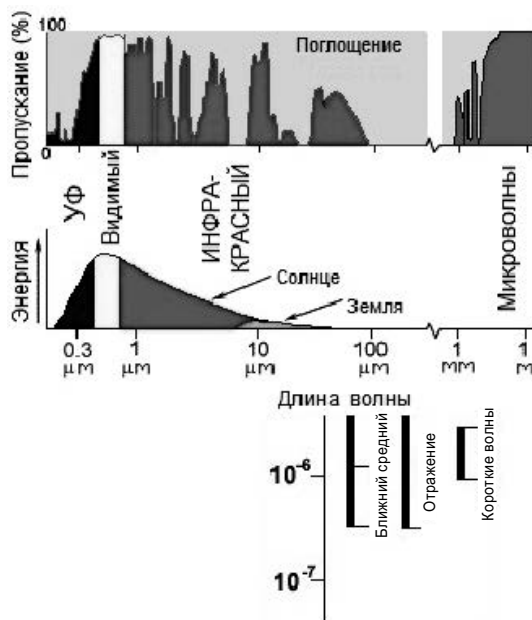 100
Пропускание (%)
Поглощение
0
УФ
Видимый
ИНФРА-
КРАСНЫЙ
Микроволны
Энергия
Солнце
Земля
0.3 1 10 100 1 1
μm μm μm μm mm m
Длина волны
10-6
10-7
Ближний средний
Отражение
Короткие волны